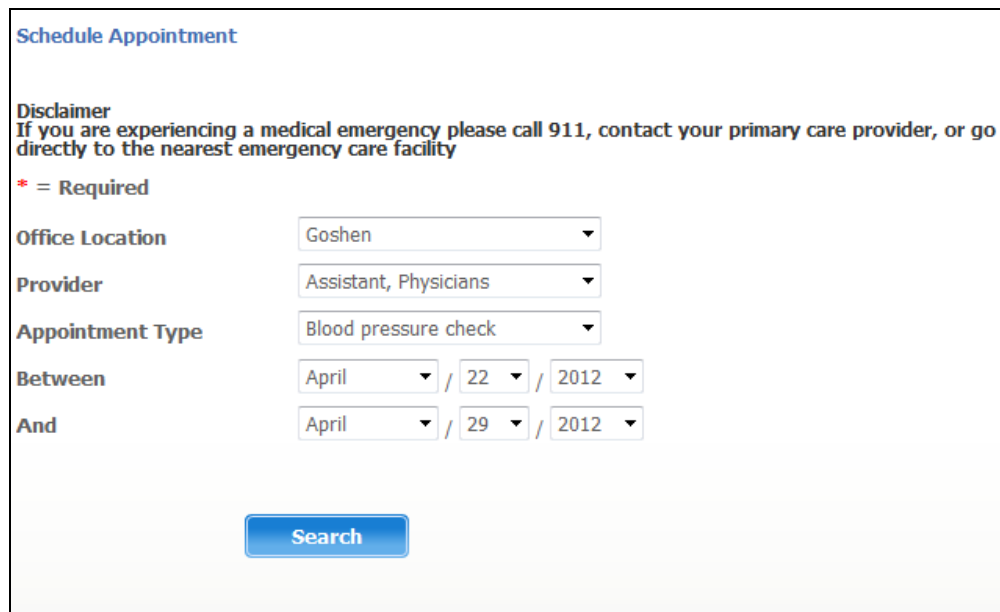 Schedule Appointment
Disclaimer
If you are experiencing a medical emergency please call 911, contact your primary care provider, or go
directly to the nearest emergency care facility
* = Required
Office Location Goshen
Provider Assistant, Physicians
Appointment Type Blood pressure check
Between April / 22 / 2012
And April / 29 / 2012
Search